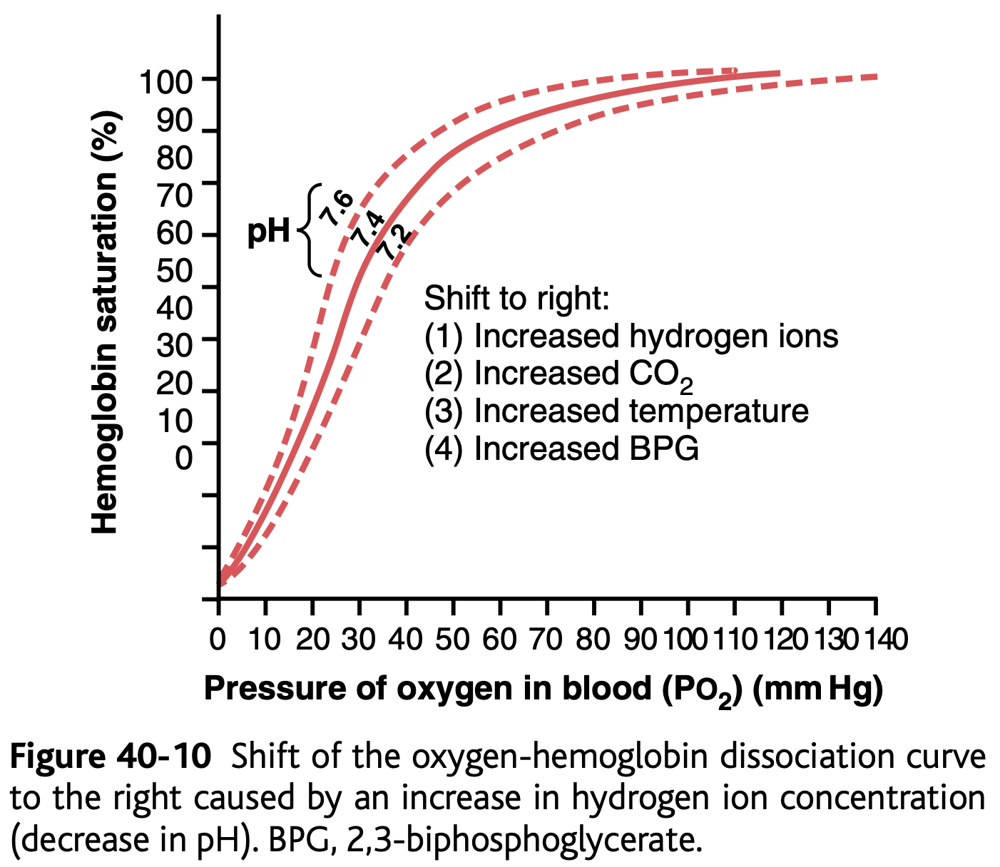 Hemoglobin saturation (%)
100
90
80
70
60
50
40
30
20
10
0
pH
7.6
7.4
7.2
Shift to right:
(1) Increased hydrogen ions
(2) Increased CO₂
(3) Increased temperature
(4) Increased BPG
0 10 20 30 40 50 60 70 80 90 100 110 120 130 140
Pressure of oxygen in blood (PO₂) (mm Hg)
Figure 40-10 Shift of the oxygen-hemoglobin dissociation curve
to the right caused by an increase in hydrogen ion concentration
(decrease in pH). BPG, 2,3-biphosphoglycerate.